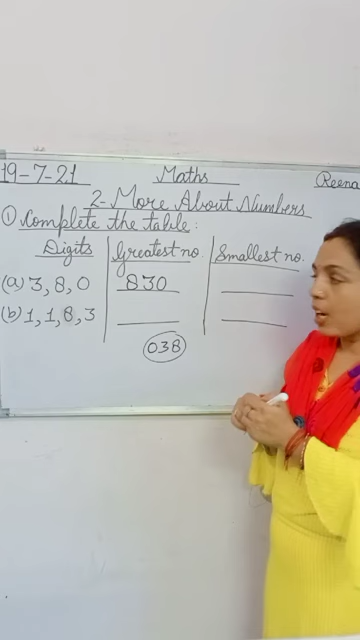 19-7-21 Maths Reena
2- More About Numbers
① Complete the table:
Digits Greatest no. Smallest no.
(a) 3, 8, 0 830
(b) 1, 1, 8, 3
038